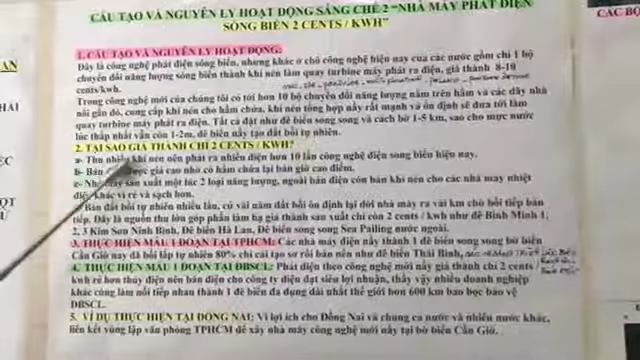 CẤU TẠO VÀ NGUYÊN LÝ HOẠT ĐỘNG SÁNG CHẾ 2 "NHÀ MÁY PHÁT ĐIỆN
SÓNG BIỂN 2 CENTS / KWH"
CÁC BỘ
1. CẤU TẠO VÀ NGUYÊN LÝ HOẠT ĐỘNG:
Đây là công nghệ phát điện sóng biển, nhưng khác ở chỗ công nghệ hiện nay của các nước gồm chỉ 1 bộ
chuyển đổi năng lượng sóng biển thành khí nén làm quay turbine máy phát ra điện, giá thành 8-10
cents/kwh.
Trong công nghệ mới của chúng tôi có tới hơn 10 bộ chuyển đổi năng lượng nằm trên hầm và các dãy nhà
nối gần đó, cung cấp khí nén cho hầm chứa, khí nén tổng hợp này rất mạnh và ổn định sẽ đưa tới làm
quay turbine máy phát ra điện. Tất cả đặt như đê biển song song và cách bờ 1-5 km, sao cho mực nước
lúc thấp nhất vẫn còn 1-2m, đê biển này tạo đất bồi tự nhiên.
2. TẠI SAO GIÁ THÀNH CHỈ 2 CENTS / KWH?
a- Thu nhiều khí nén nên phát ra nhiều điện hơn 10 lần công nghệ điện sóng biển hiện nay.
b- Bán được giá cao nhờ có hầm chứa lại bán giờ cao điểm.
c- Nhà máy sản xuất một lúc 2 loại năng lượng, ngoài bán điện còn bán khí nén cho các nhà máy nhiệt
điện khác vì rẻ và sạch hơn.
Bán đất bồi tự nhiên nhiều lần, cứ vài năm đất bồi ổn định lại dời nhà máy ra vài km chờ bồi tiếp bán
tiếp. Đây là nguồn thu lớn góp phần làm hạ giá thành sản xuất chỉ còn 2 cents / kwh như đê Bình Minh 1,
2, 3 Kim Sơn Ninh Bình, Đê biển Hà Lan, Đê biển song song Sea Pailing nước ngoài.
3. THỰC HIỆN MẪU 1 ĐOẠN TẠI TPHCM: Các nhà máy điện này thành 1 đê biển song song bờ biển
Cần Giờ nay đã bồi lấp tự nhiên 80% chi cải tạo sơ rồi bán nền như đê biển Thái Bình,
4. THỰC HIỆN MẪU 1 ĐOẠN TẠI ĐBSCL: Phát điện theo công nghệ mới này giá thành chỉ 2 cents /
kwh rẻ hơn thủy điện nên bán điện cho công ty điện đạt siêu lợi nhuận, thấy vậy nhiều doanh nghiệp
khác cùng làm nối tiếp nhau thành 1 đê biển đa dụng dài nhất thế giới hơn 600 km bao bọc bảo vệ
ĐBSCL.
5. VÍ DỤ THỰC HIỆN TẠI ĐỒNG NAI: Vì lợi ích cho Đồng Nai và chung cả nước và nhiều nước khác,
liên kết vùng lập văn phòng TPHCM để xây nhà máy công nghệ mới này tại bờ biển Cần Giờ.